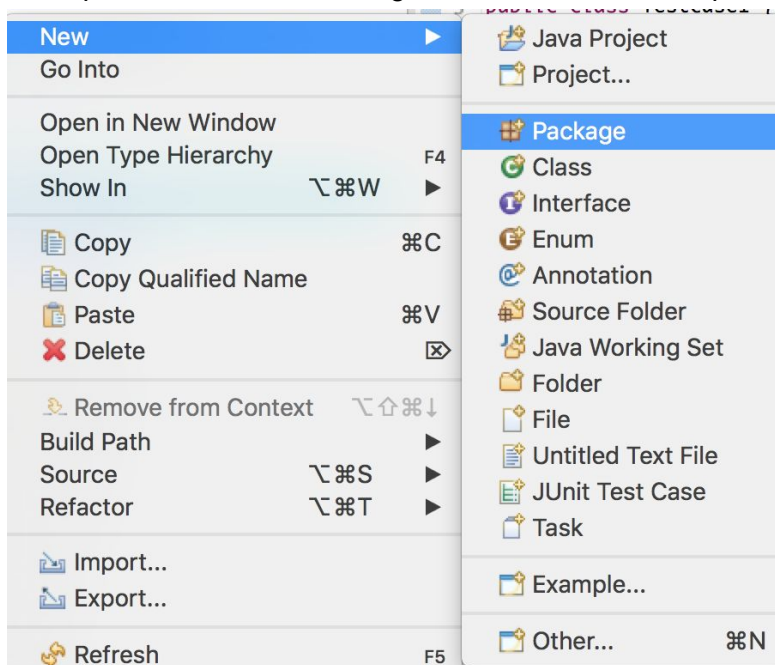 New
Go Into
Open in New Window
Open Type Hierarchy F4
Show In ⌥⌘W
Copy ⌘C
Copy Qualified Name
Paste ⌘V
Delete ⌦
Remove from Context ⌥⇧⌘↓
Build Path
Source ⌥⌘S
Refactor ⌥⌘T
Import...
Export...
Refresh F5
Java Project
Project...
Package
Class
Interface
Enum
Annotation
Source Folder
Java Working Set
Folder
File
Untitled Text File
JUnit Test Case
Task
Example...
Other... ⌘N